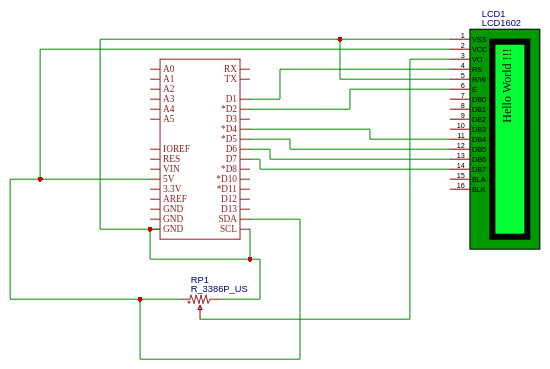 LCD1
LCD1602
1 VSS
2 VCC
3 VO
4 RS
5 R/W
6 E
7 DB0
8 DB1
9 DB2
10 DB3
11 DB4
12 DB5
13 DB6
14 DB7
15 BLA
16 BLK
Hello World !!!
A0 RX
A1 TX
A2
A3 D1
A4 *D2
A5 D3
*D4
*D5
IOREF D6
RES D7
VIN *D8
5V *D10
3.3V *D11
AREF D12
GND D13
GND SDA
GND SCL
RP1
R_3386P_US